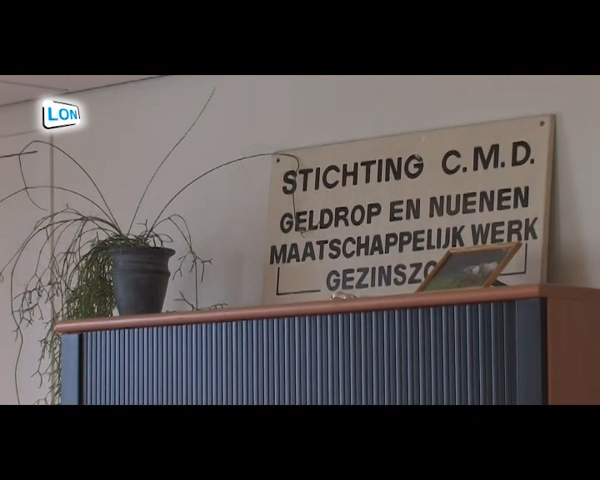 LON
STICHTING C.M.D.
GELDROP EN NUENEN
MAATSCHAPPELIJK WERK